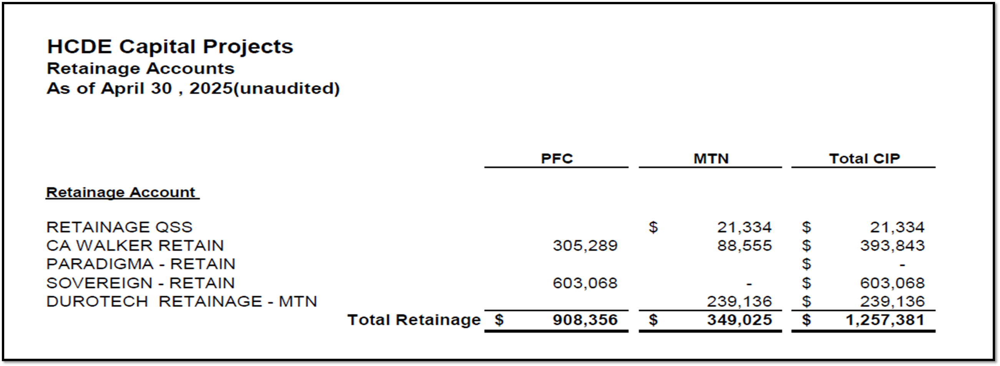 HCDE Capital Projects
Retainage Accounts
As of April 30 , 2025(unaudited)
PFC MTN Total CIP
Retainage Account
RETAINAGE QSS $ 21,334 $ 21,334
CA WALKER RETAIN 305,289 88,555 $ 393,843
PARADIGMA - RETAIN $ -
SOVEREIGN - RETAIN 603,068 - $ 603,068
DUROTECH  RETAINAGE - MTN 239,136 $ 239,136
Total Retainage $ 908,356 $ 349,025 $ 1,257,381